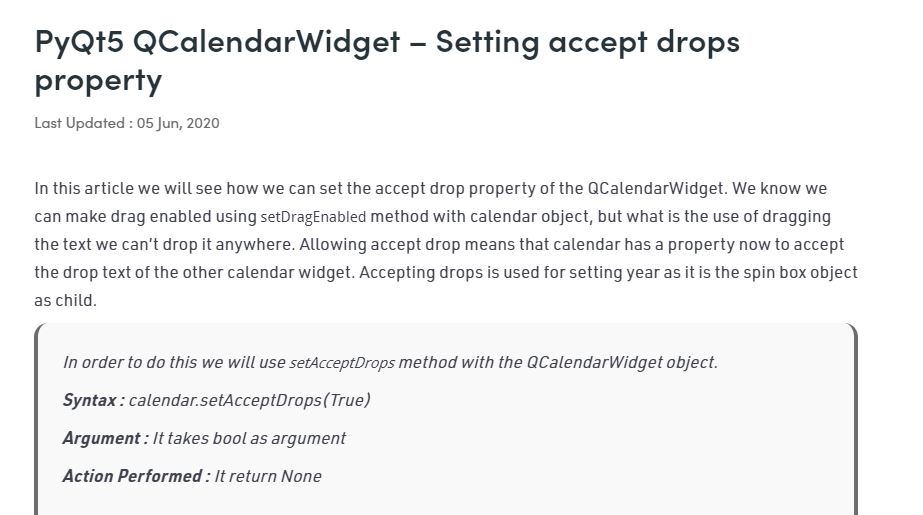 PyQt5 QCalendarWidget – Setting accept drops
property
Last Updated : 05 Jun, 2020
In this article we will see how we can set the accept drop property of the QCalendarWidget. We know we
can make drag enabled using setDragEnabled method with calendar object, but what is the use of dragging
the text we can’t drop it anywhere. Allowing accept drop means that calendar has a property now to accept
the drop text of the other calendar widget. Accepting drops is used for setting year as it is the spin box object
as child.
In order to do this we will use setAcceptDrops method with the QCalendarWidget object.
Syntax : calendar.setAcceptDrops(True)
Argument : It takes bool as argument
Action Performed : It return None